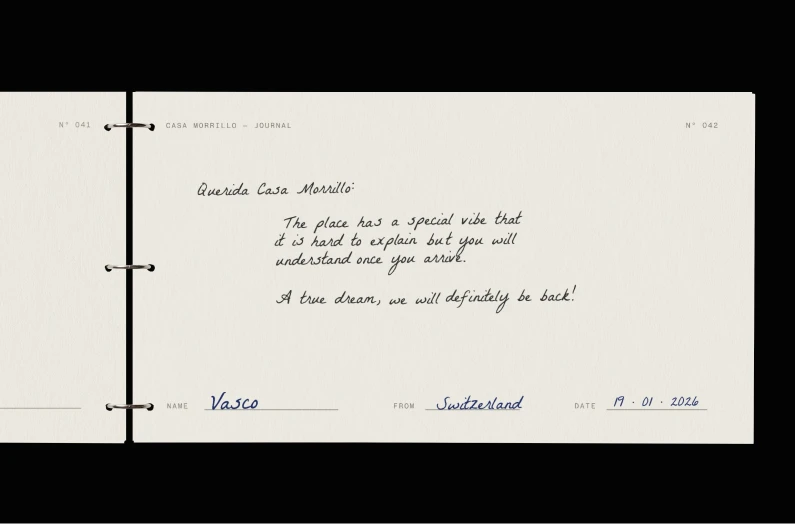 N° 041
CASA MORRILLO — JOURNAL
N° 042
Querida Casa Morrillo:
The place has a special vibe that
it is hard to explain but you will
understand once you arrive.
A true dream, we will definitely be back!
NAME Vasco
FROM Switzerland
DATE 19 · 01 · 2026